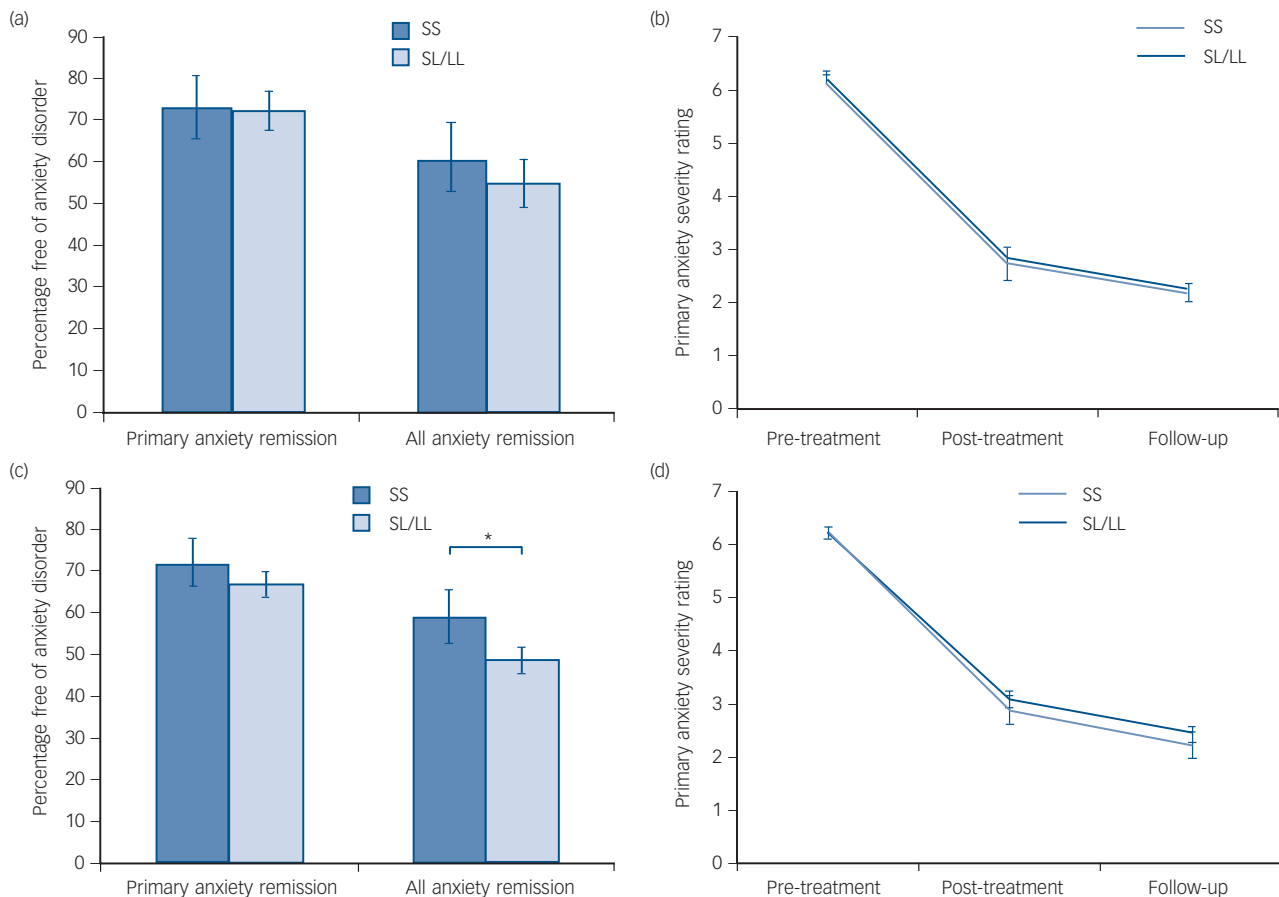 (a)
90
80
70
60
50
40
30
20
10
0
Percentage free of anxiety disorder
SS
SL/LL
Primary anxiety remission
All anxiety remission
(b)
7
6
5
4
3
2
1
0
Primary anxiety severity rating
SS
SL/LL
Pre-treatment
Post-treatment
Follow-up
(c)
90
80
70
60
50
40
30
20
10
0
Percentage free of anxiety disorder
SS
SL/LL
*
Primary anxiety remission
All anxiety remission
(d)
7
6
5
4
3
2
1
0
Primary anxiety severity rating
SS
SL/LL
Pre-treatment
Post-treatment
Follow-up